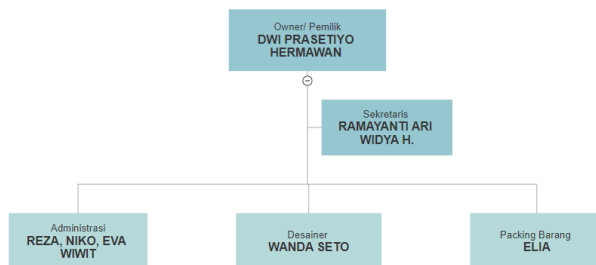 Owner/ Pemilik
DWI PRASETIYO
HERMAWAN
Sekretaris
RAMAYANTI ARI
WIDYA H.
Administrasi
REZA, NIKO, EVA
WIWIT
Desainer
WANDA SETO
Packing Barang
ELIA